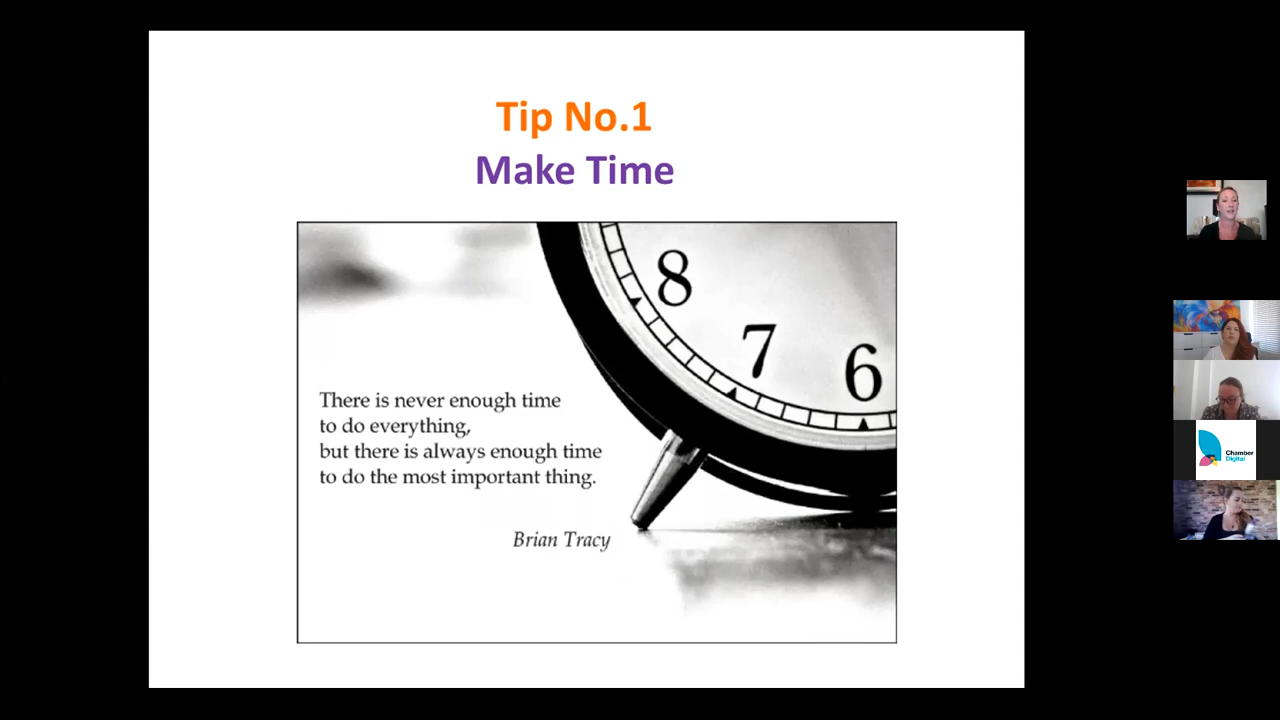 Tip No.1
Make Time
8
7
6
There is never enough time
to do everything,
but there is always enough time
to do the most important thing.
Brian Tracy
Chamber
Digital